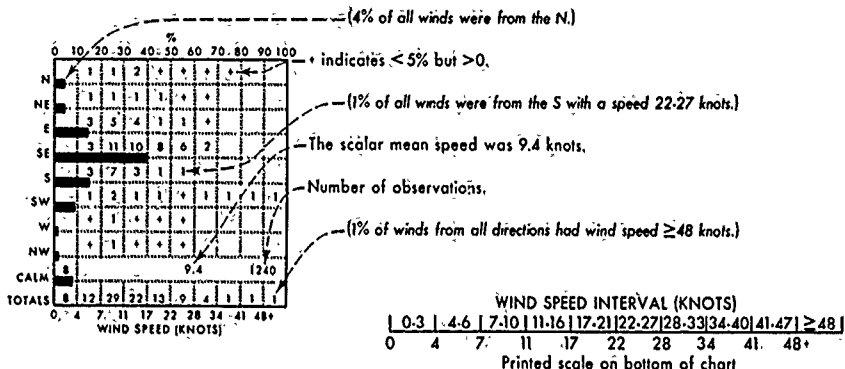 (4% of all winds were from the N.)
%
0 10 20 30 40 50 60 70 80 90 100
+ indicates < 5% but >0.
N 1 1 2 + + + +
NE 1 1 1 1 + +
(1% of all winds were from the S with a speed 22-27 knots.)
E 3 5 4 1 1 +
SE 3 11 10 8 6 2
The scalar mean speed was 9.4 knots.
S 3 7 3 1 1
Number of observations.
SW 1 2 1 1 + 1 1 1 1
W + 1 + + +
(1% of winds from all directions had wind speed ≥48 knots.)
NW + 1 + + +
CALM 8 9.4 1240
TOTALS 8 12 29 22 13 9 4 1 1 1
0 4 7 11 17 22 28 34 41 48+
WIND SPEED (KNOTS)
WIND SPEED INTERVAL (KNOTS)
0-3 4-6 7-10 11-16 17-21 22-27 28-33 34-40 41-47 ≥48
0 4 7 11 17 22 28 34 41 48+
Printed scale on bottom of chart